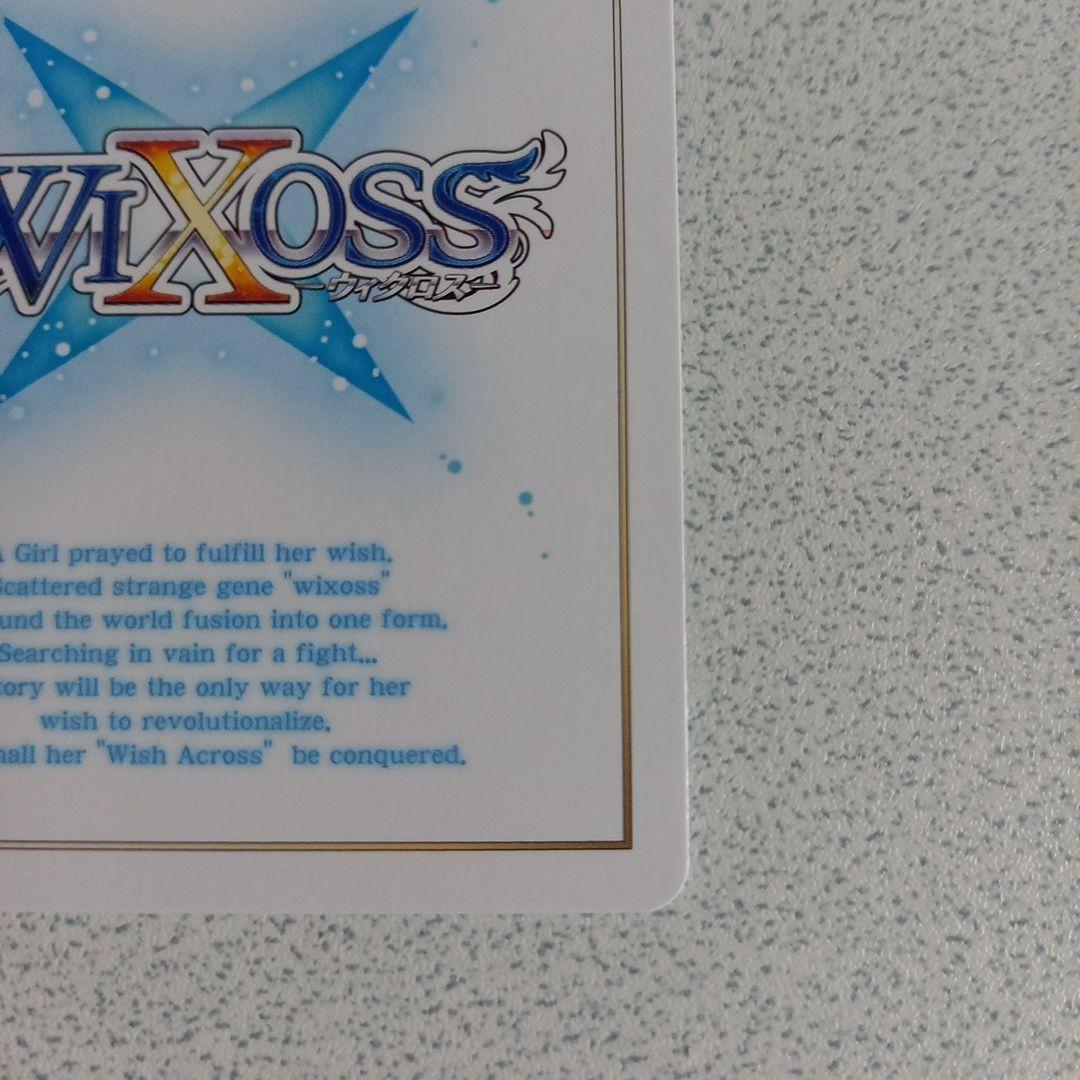 WIXOSS
ーウィクロスー
A Girl prayed to fulfill her wish.
Scattered strange gene "wixoss"
und the world fusion into one form.
Searching in vain for a fight...
tory will be the only way for her
wish to revolutionalize.
hall her "Wish Across" be conquered.